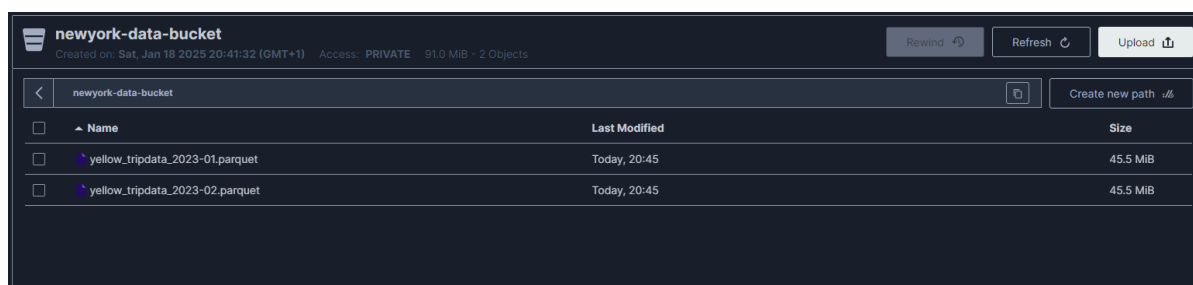 newyork-data-bucket
Created on: Sat, Jan 18 2025 20:41:32 (GMT+1) Access: PRIVATE 91.0 MiB - 2 Objects
Rewind Refresh Upload
newyork-data-bucket
Create new path
Name Last Modified Size
yellow_tripdata_2023-01.parquet Today, 20:45 45.5 MiB
yellow_tripdata_2023-02.parquet Today, 20:45 45.5 MiB